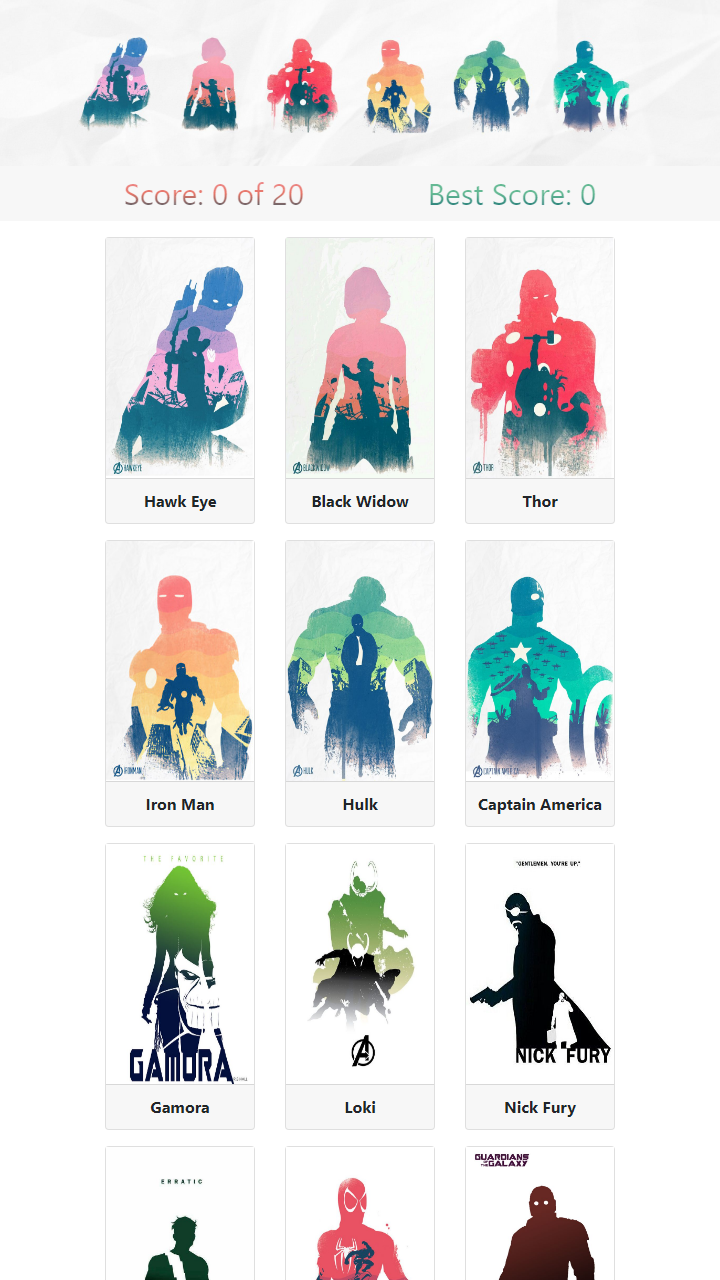 Score: 0 of 20
Best Score: 0
HAWKEYE
BLACK WIDOW
THOR
Hawk Eye
Black Widow
Thor
IRONMAN
HULK
CAPTAIN AMERICA
Iron Man
Hulk
Captain America
THE FAVORITE
GAMORA
"GENTLEMEN, YOU'RE UP."
NICK FURY
Gamora
Loki
Nick Fury
ERRATIC
GUARDIANS
OF THE GALAXY